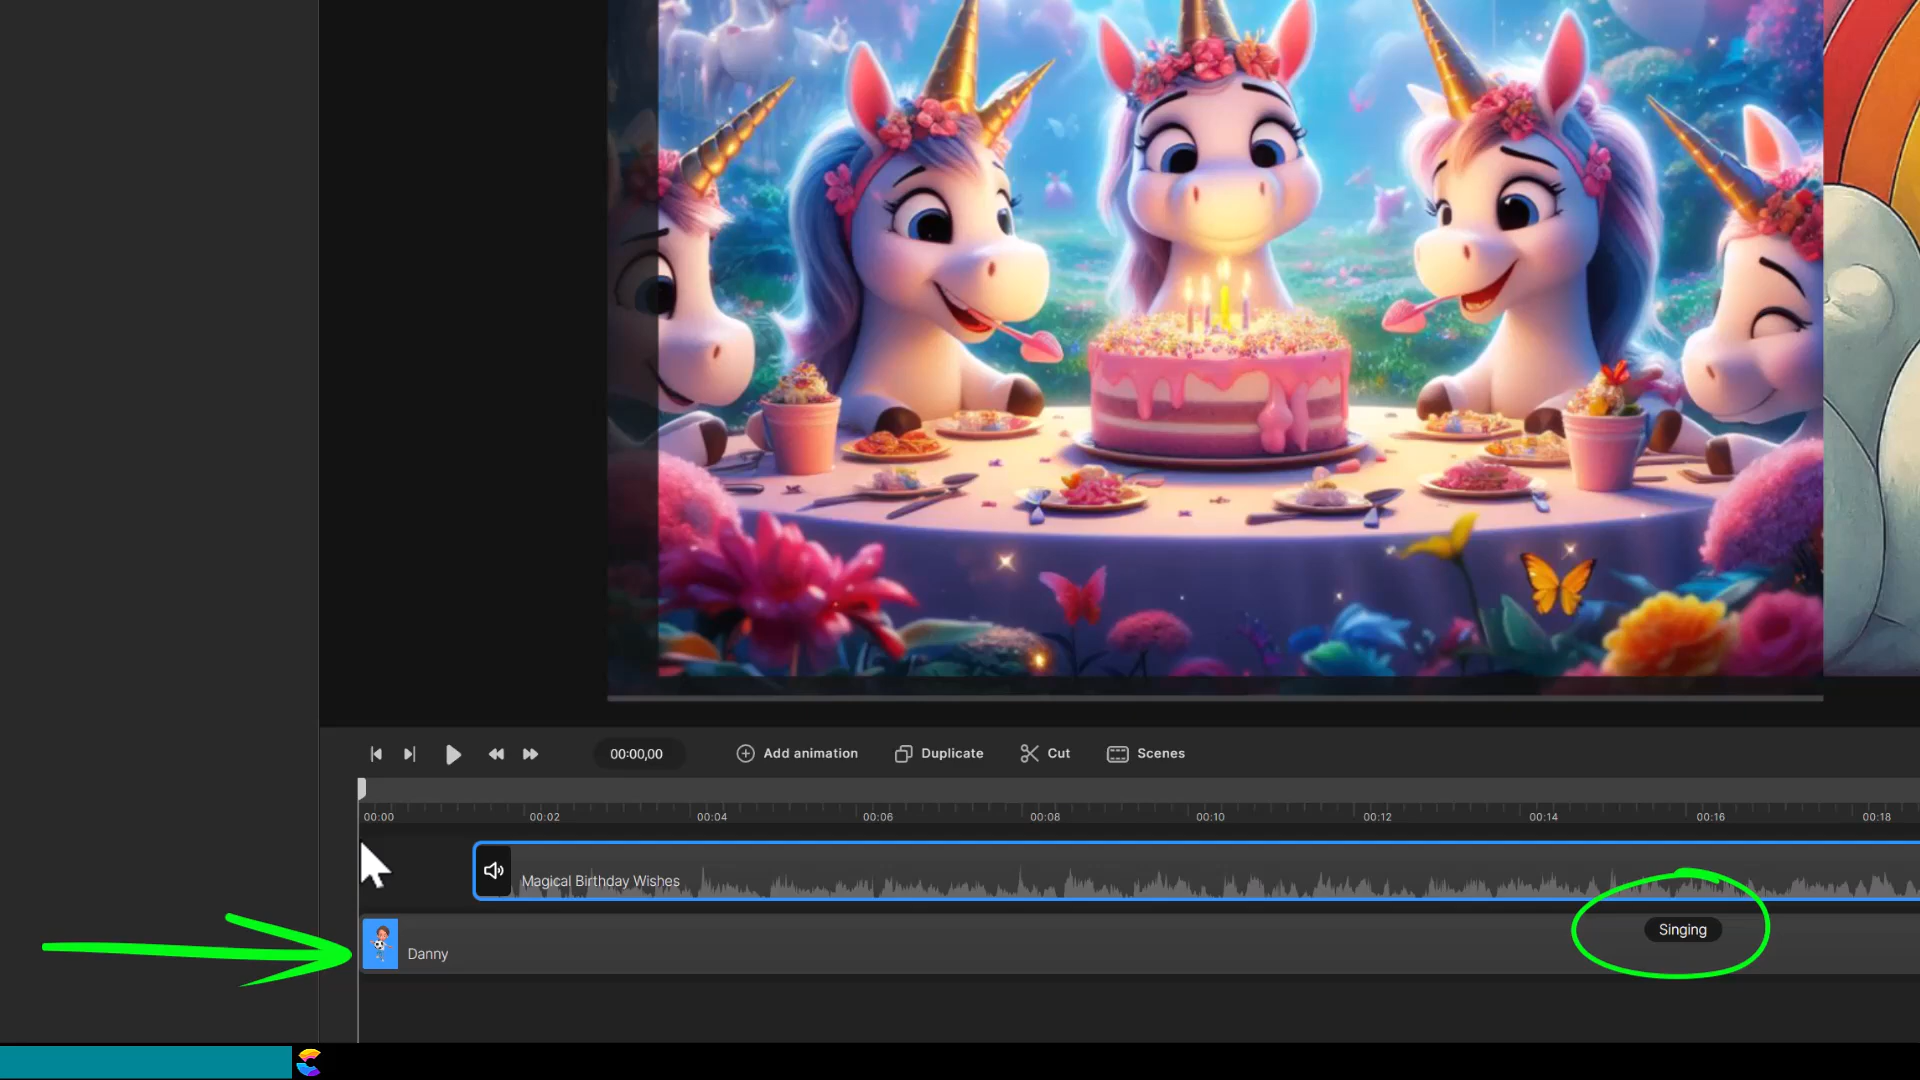 00:00,00 Add animation Duplicate Cut Scenes
00:00 00:02 00:04 00:06 00:08 00:10 00:12 00:14 00:16 00:18
Magical Birthday Wishes
Singing
Danny